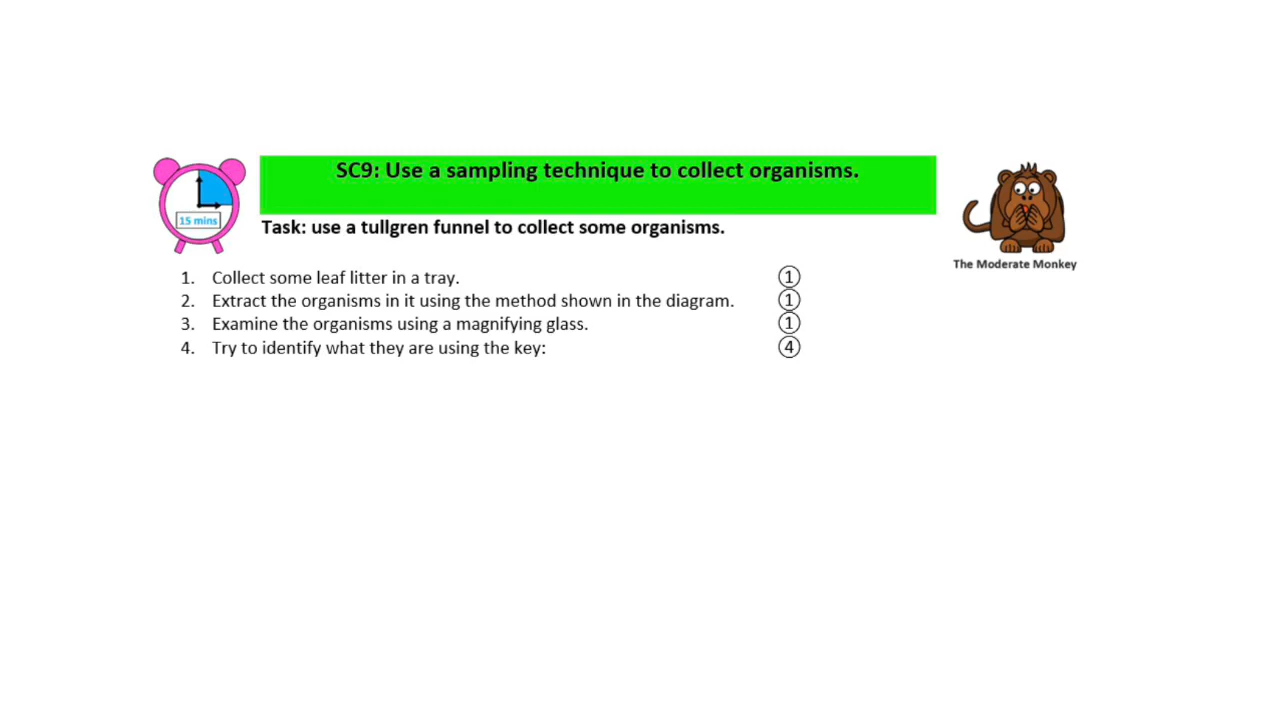 SC9: Use a sampling technique to collect organisms.
15 mins
Task: use a tullgren funnel to collect some organisms.
The Moderate Monkey
1. Collect some leaf litter in a tray. 1
2. Extract the organisms in it using the method shown in the diagram. 1
3. Examine the organisms using a magnifying glass. 1
4. Try to identify what they are using the key: 4